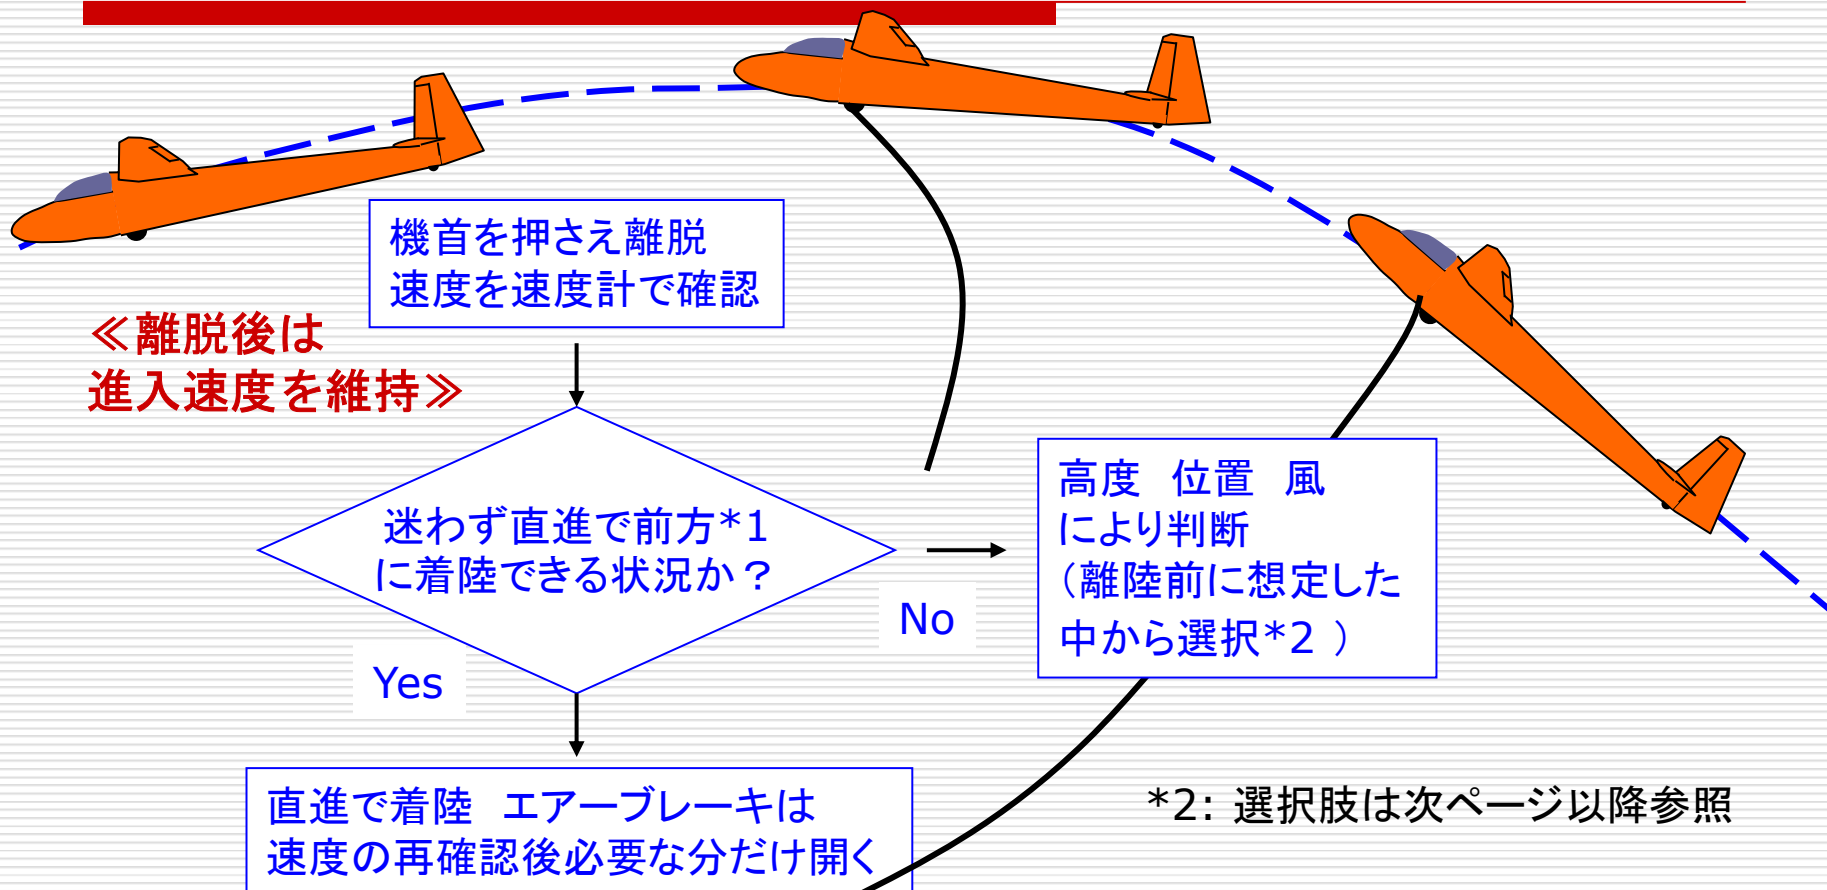 機首を押さえ離脱
速度を速度計で確認
≪離脱後は
進入速度を維持≫
迷わず直進で前方*1
に着陸できる状況か？
No
高度　位置　風
により判断
（離陸前に想定した
中から選択*2 ）
Yes
直進で着陸　エアーブレーキは
速度の再確認後必要な分だけ開く
*2: 選択肢は次ページ以降参照